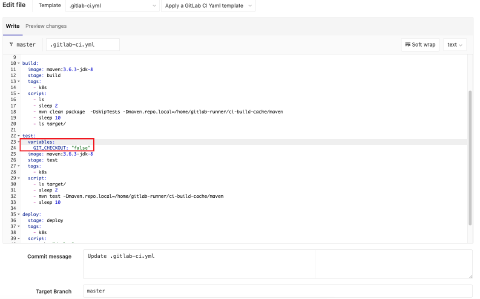 Edit file Template .gitlab-ci.yml Apply a GitLab CI Yaml template
Write Preview changes
master .gitlab-ci.yml Soft wrap text
9
10 build:
11 image: maven:3.6.3-jdk-8
12 stage: build
13 tags:
14 - k8s
15 script:
16 - ls
17 - sleep 2
18 - mvn clean package -DskipTests -Dmaven.repo.local=/home/gitlab-runner/ci-build-cache/maven
19 - sleep 10
20 - ls target/
21
22 test:
23 variables:
24 GIT_CHECKOUT: "false"
25 image: maven:3.6.3-jdk-8
26 stage: test
27 tags:
28 - k8s
29 script:
30 - ls target/
31 - sleep 2
32 - mvn test -Dmaven.repo.local=/home/gitlab-runner/ci-build-cache/maven
33 - sleep 10
34
35 deploy:
36 stage: deploy
37 tags:
38 - k8s
39 script:
Commit message Update .gitlab-ci.yml
Target Branch master